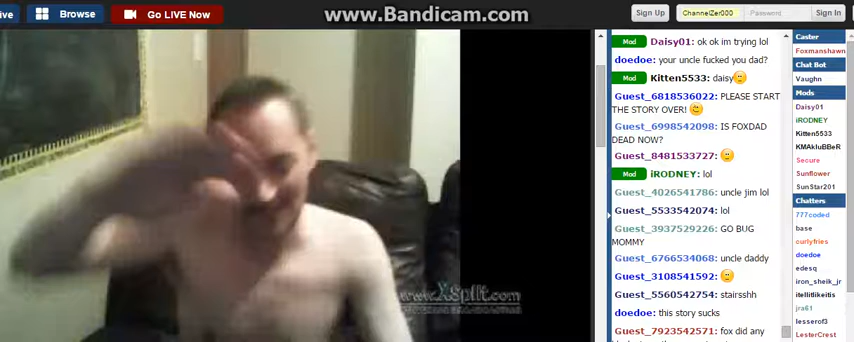 ive Browse Go LIVE Now www.Bandicam.com Sign Up ChannelZer000 Password Sign In
Mod Daisy01: ok ok im trying lol
doedoe: your uncle fucked you dad?
Mod Kitten5533: daisy
Guest_6818536022: PLEASE START
THE STORY OVER!
Guest_6998542098: IS FOXDAD
DEAD NOW?
Guest_8481533727:
Mod iRODNEY: lol
Guest_4026541786: uncle jim lol
Guest_5533542074: lol
Guest_3937529226: GO BUG
MOMMY
Guest_6766534068: uncle daddy
Guest_3108541592:
Guest_5560542754: stairsshh
doedoe: this story sucks
Guest_7923542571: fox did any
Caster
Foxmanshawn
Chat Bot
Vaughn
Mods
Daisy01
iRODNEY
Kitten5533
KMAkluBBeR
Secure
Sunflower
SunStar201
Chatters
777coded
base
curlyfries
doedoe
edesq
iron_sheik_jr
itellitlikeitis
jra61
lesserof3
LesterCrest
www.XSplit.com